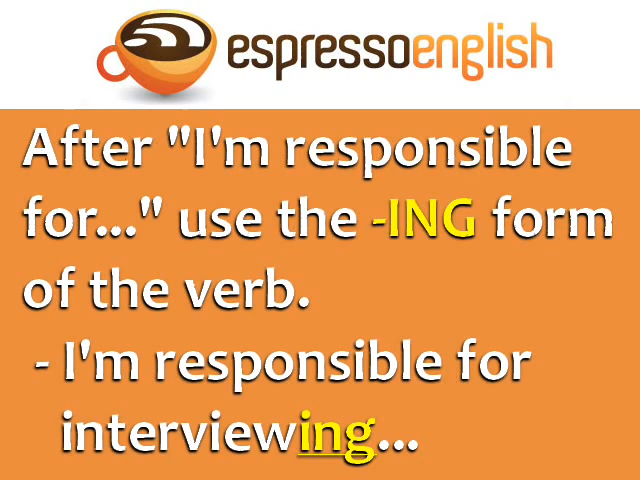 espressoenglish
After "I'm responsible
for..." use the -ING form
of the verb.
- I'm responsible for
interviewing...